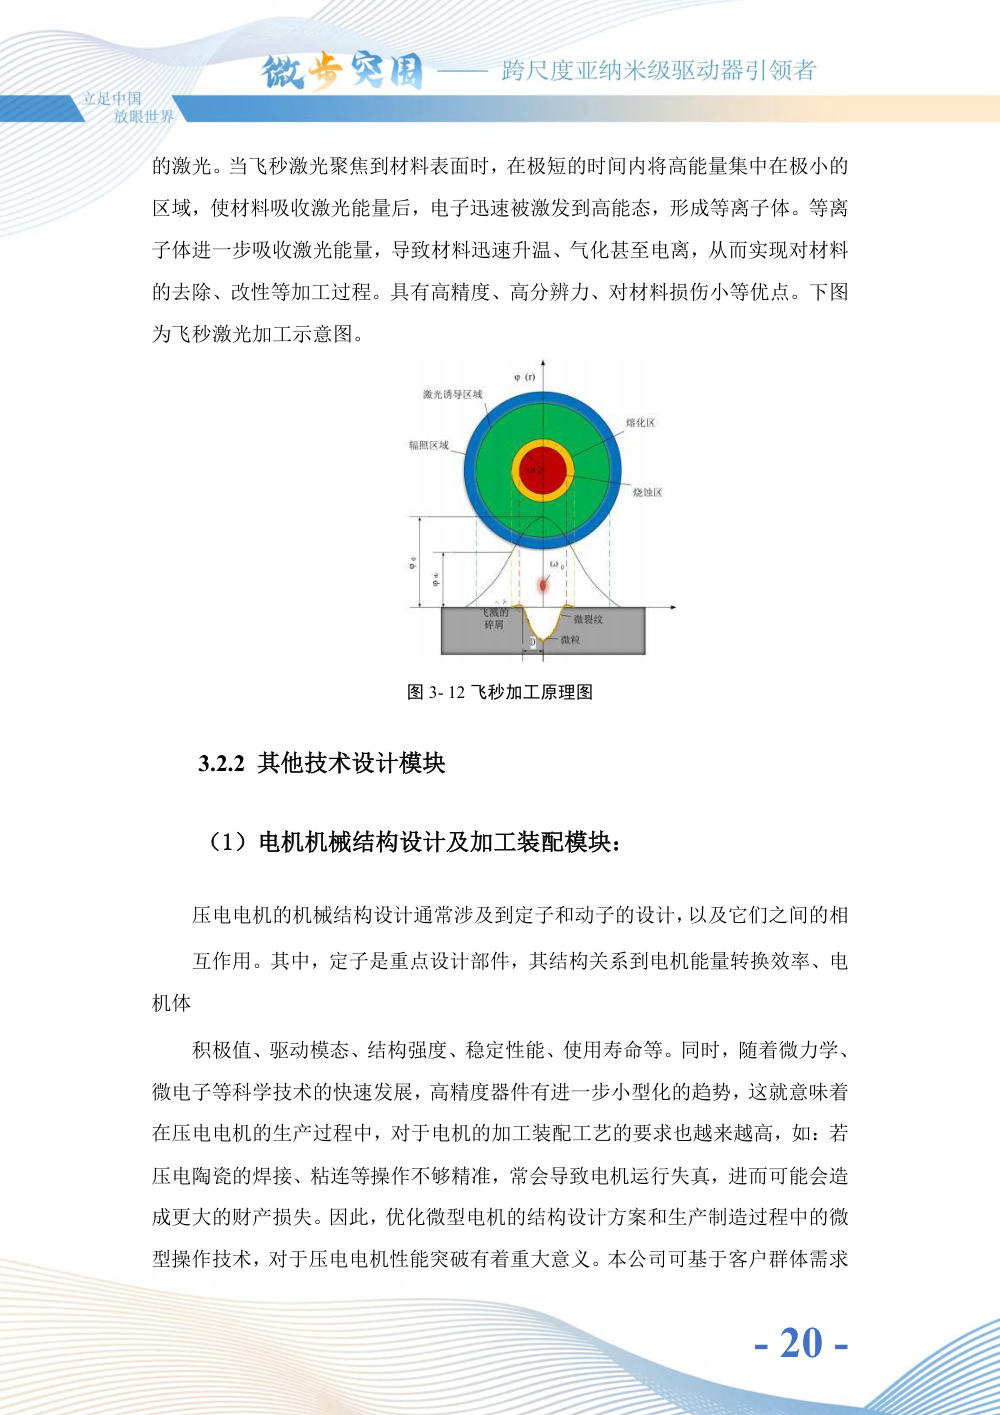 微步突围 —— 跨尺度亚纳米级驱动器引领者
立足中国
放眼世界
的激光。当飞秒激光聚焦到材料表面时，在极短的时间内将高能量集中在极小的
区域，使材料吸收激光能量后，电子迅速被激发到高能态，形成等离子体。等离
子体进一步吸收激光能量，导致材料迅速升温、气化甚至电离，从而实现对材料
的去除、改性等加工过程。具有高精度、高分辨力、对材料损伤小等优点。下图
为飞秒激光加工示意图。
φ (r)
激光诱导区域
熔化区
辐照区域
烧蚀区
φ 0
φ th
ω 0
飞溅的
碎屑
微裂纹
微粒
D
图 3- 12 飞秒加工原理图
3.2.2 其他技术设计模块
（1）电机机械结构设计及加工装配模块：
压电电机的机械结构设计通常涉及到定子和动子的设计，以及它们之间的相
互作用。其中，定子是重点设计部件，其结构关系到电机能量转换效率、电
机体
积极值、驱动模态、结构强度、稳定性能、使用寿命等。同时，随着微力学、
微电子等科学技术的快速发展，高精度器件有进一步小型化的趋势，这就意味着
在压电电机的生产过程中，对于电机的加工装配工艺的要求也越来越高，如：若
压电陶瓷的焊接、粘连等操作不够精准，常会导致电机运行失真，进而可能会造
成更大的财产损失。因此，优化微型电机的结构设计方案和生产制造过程中的微
型操作技术，对于压电电机性能突破有着重大意义。本公司可基于客户群体需求
- 20 -